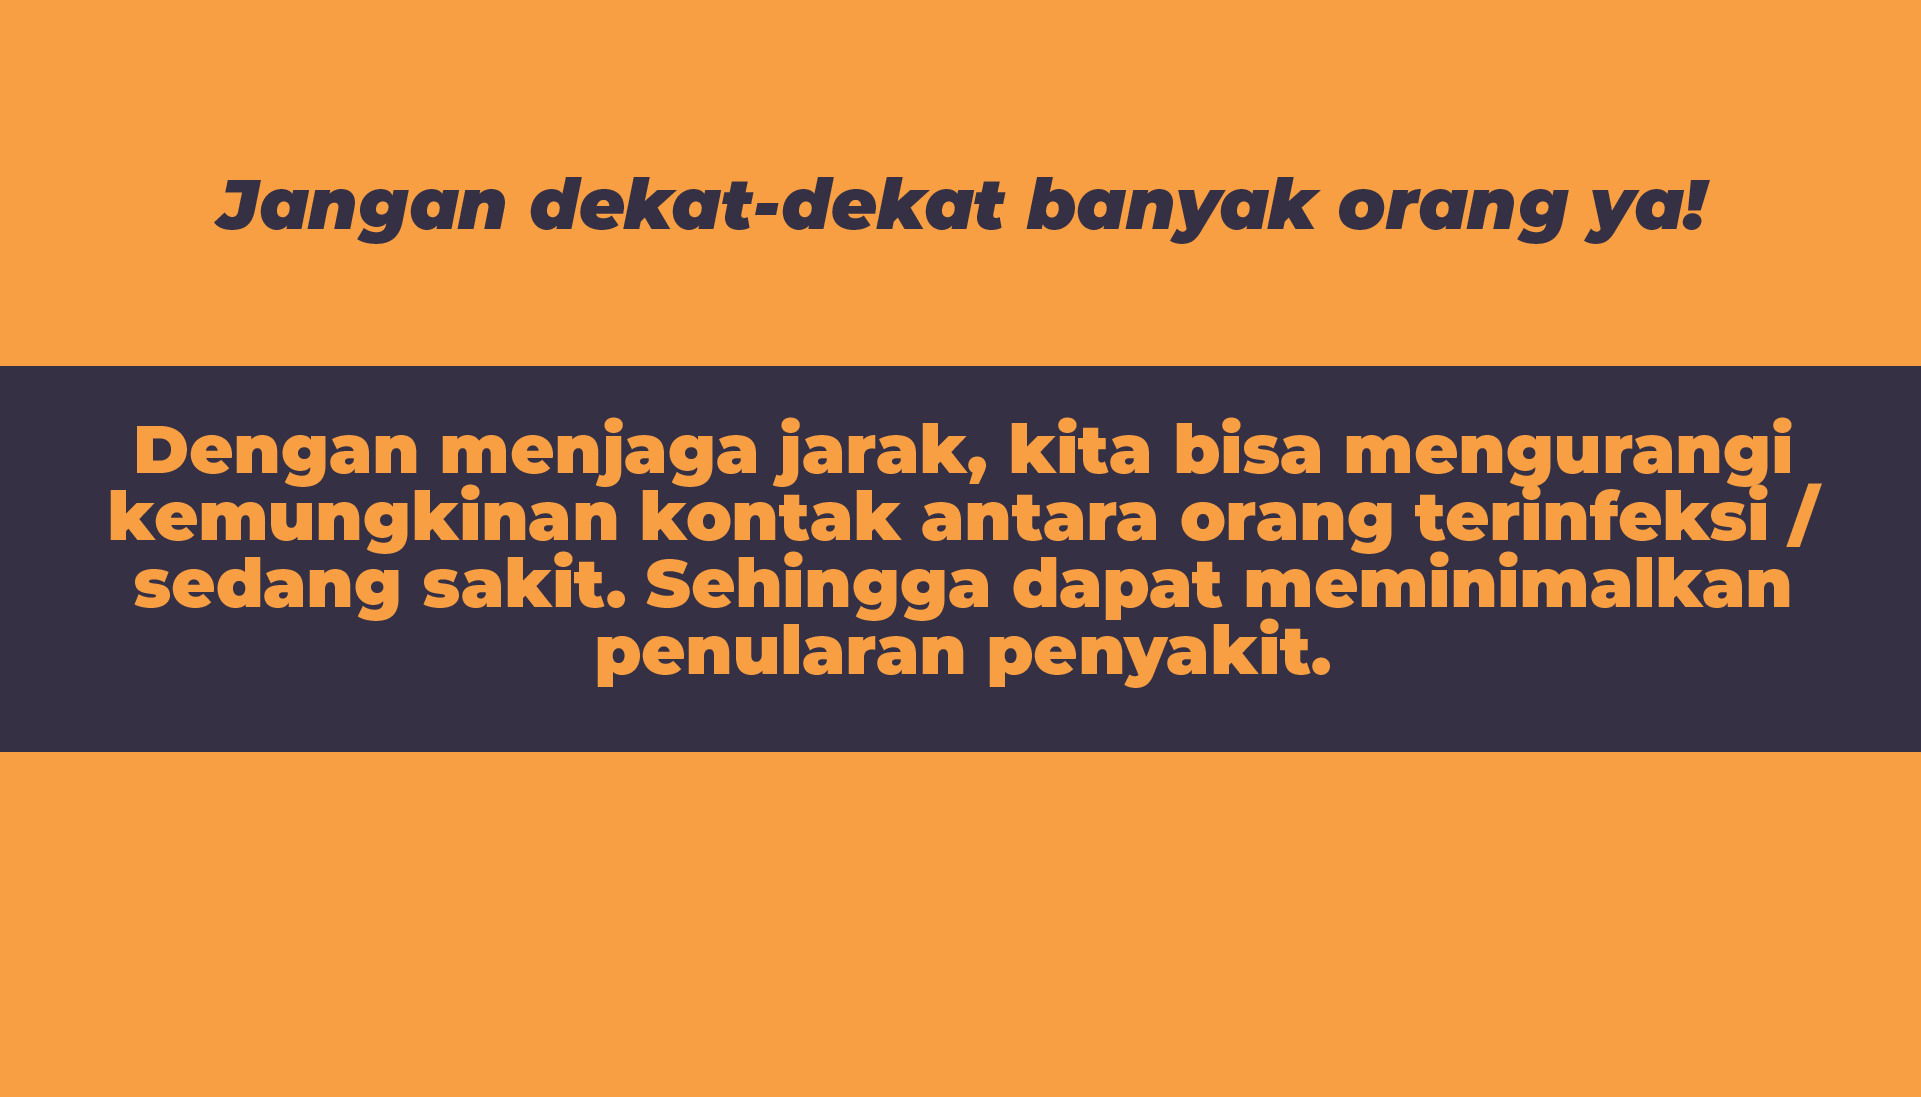 Jangan dekat-dekat banyak orang ya!
Dengan menjaga jarak, kita bisa mengurangi
kemungkinan kontak antara orang terinfeksi /
sedang sakit. Sehingga dapat meminimalkan
penularan penyakit.